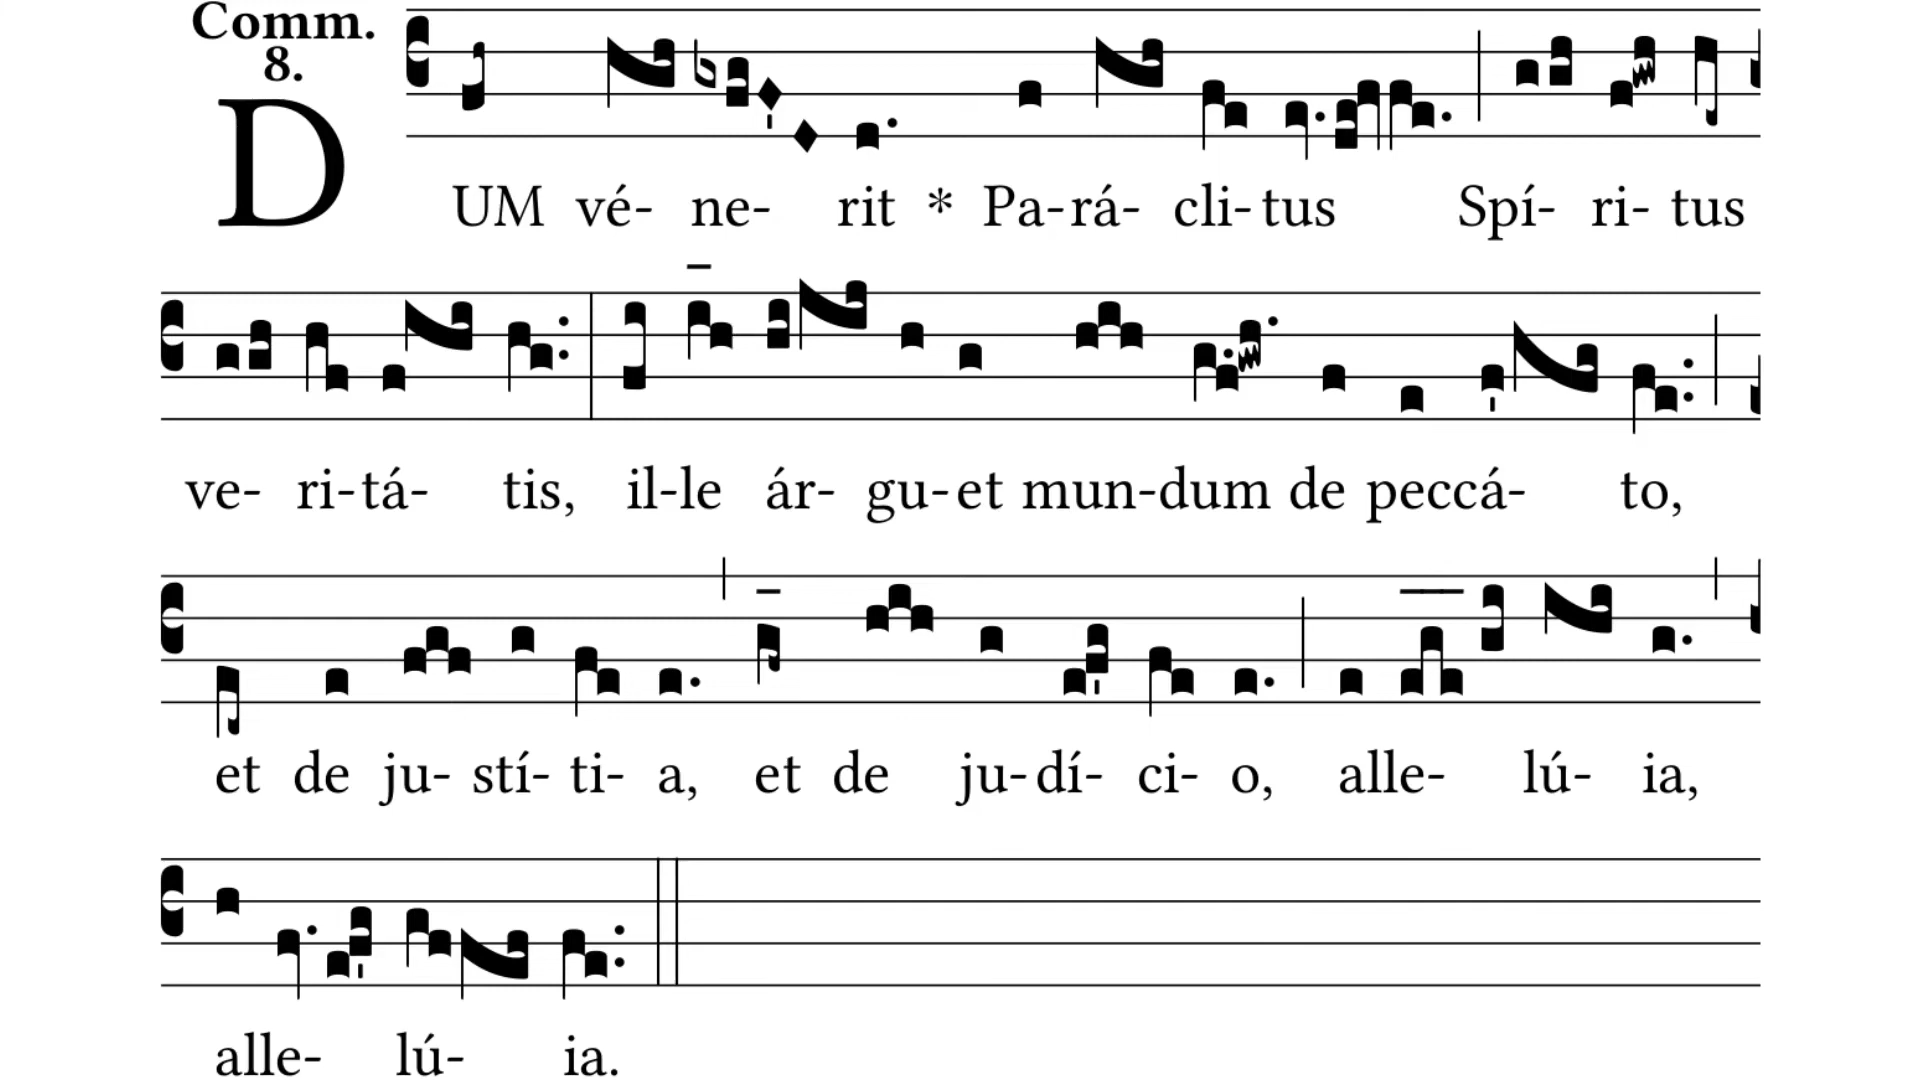 Comm.
8.
DUM vé- ne- rit * Pa- rá- cli- tus Spí- ri- tus
ve- ri- tá- tis, il- le ár- gu- et mun- dum de peccá- to,
et de ju- stí- ti- a, et de ju- dí- ci- o, alle- lú- ia,
alle- lú- ia.